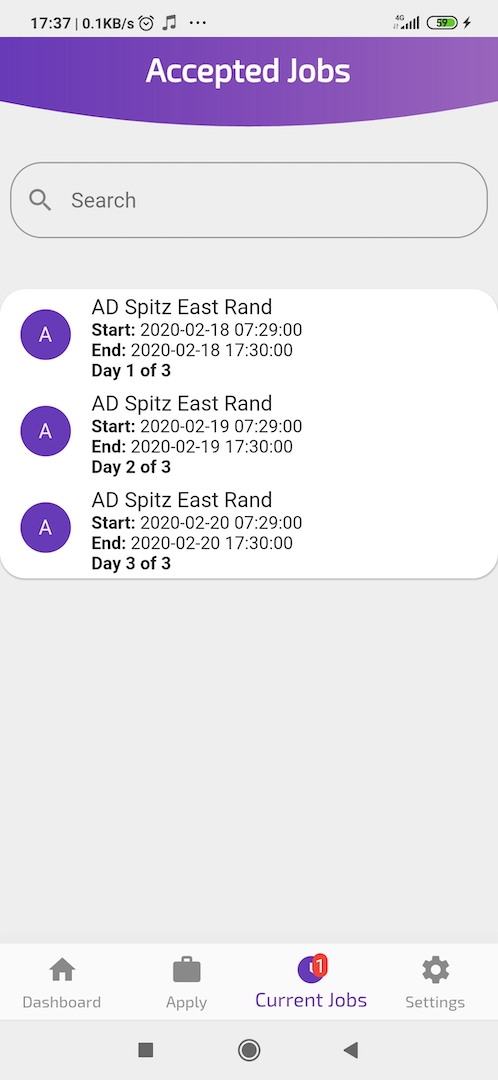 17:37 | 0.1KB/s
4G
59
Accepted Jobs
Search
A
AD Spitz East Rand
Start: 2020-02-18 07:29:00
End: 2020-02-18 17:30:00
Day 1 of 3
A
AD Spitz East Rand
Start: 2020-02-19 07:29:00
End: 2020-02-19 17:30:00
Day 2 of 3
A
AD Spitz East Rand
Start: 2020-02-20 07:29:00
End: 2020-02-20 17:30:00
Day 3 of 3
1
Dashboard
Apply
Current Jobs
Settings